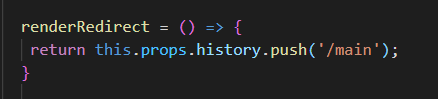 renderRedirect = () => {
return this.props.history.push('/main');
}